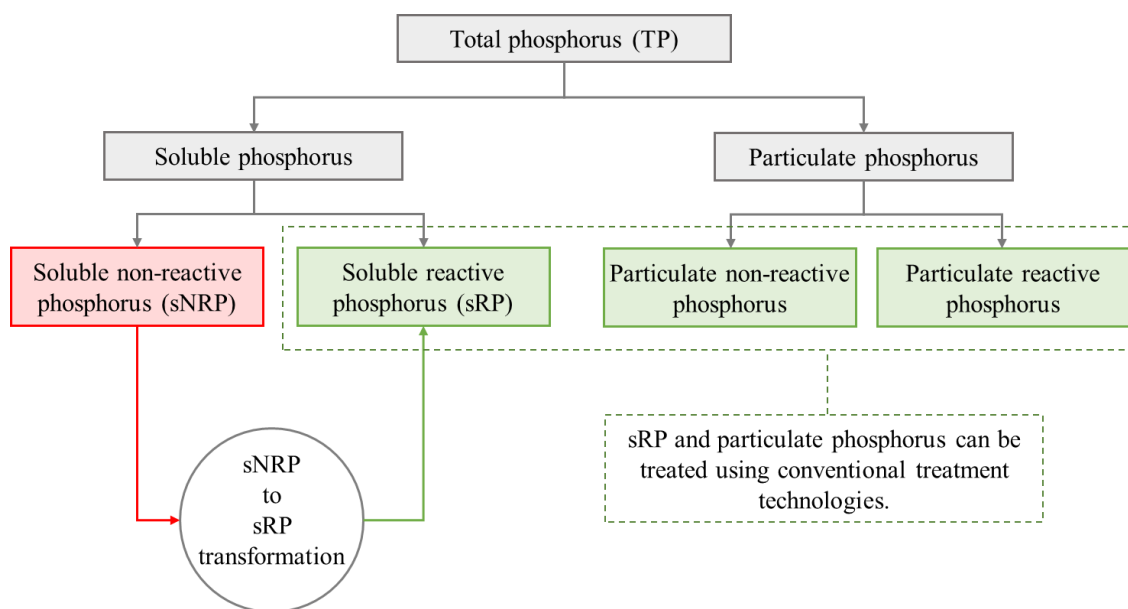 Total phosphorus (TP)
Soluble phosphorus
Particulate phosphorus
Soluble non-reactive
phosphorus (sNRP)
Soluble reactive
phosphorus (sRP)
Particulate non-reactive
phosphorus
Particulate reactive
phosphorus
sNRP
to
sRP
transformation
sRP and particulate phosphorus can be
treated using conventional treatment
technologies.